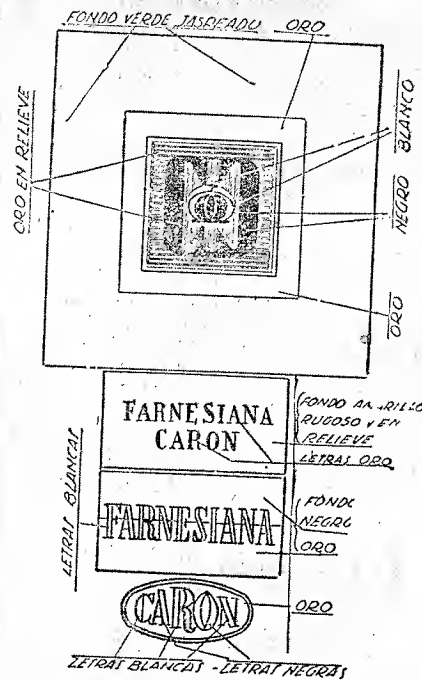 FONDO VERDE JASPEADO ORO
ORO EN RELIEVE
BLANCO
NEGRO
ORO
FARNESIANA
CARON
FONDO AMARILLO
RUGOSO Y EN
RELIEVE
LETRAS ORO
LETRAS BLANCAS
FARNESIANA
FONDO
NEGRO
ORO
CARON
ORO
LETRAS BLANCAS - LETRAS NEGRAS